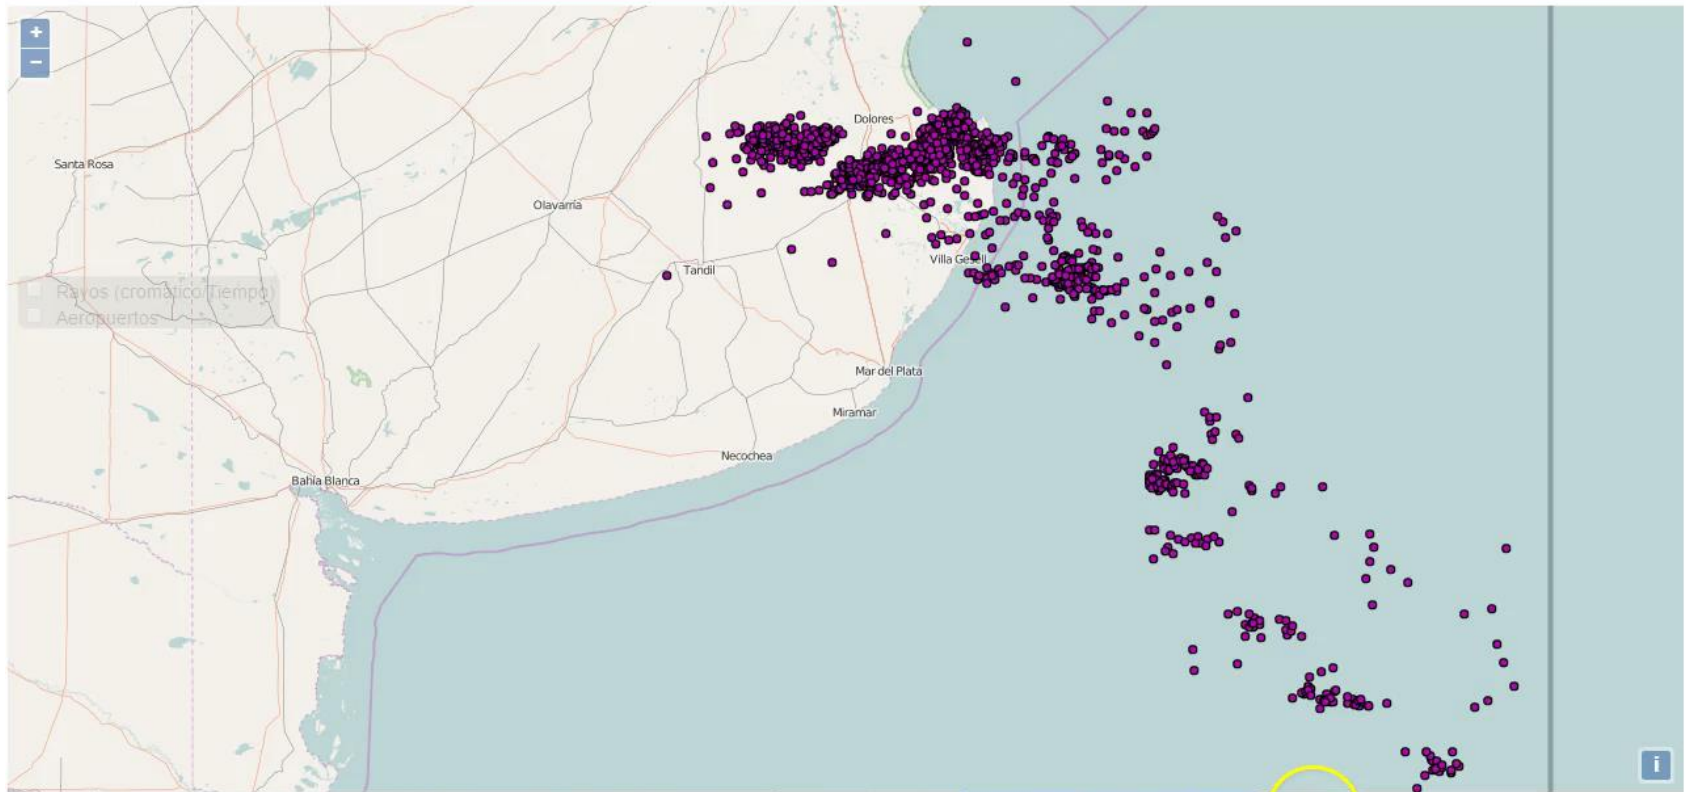 +
−
Dolores
Santa Rosa
Olavarría
Villa Gesell
Tandil
Rayos (cromático/Tiempo)
Aeropuertos
Mar del Plata
Miramar
Necochea
Bahía Blanca
i